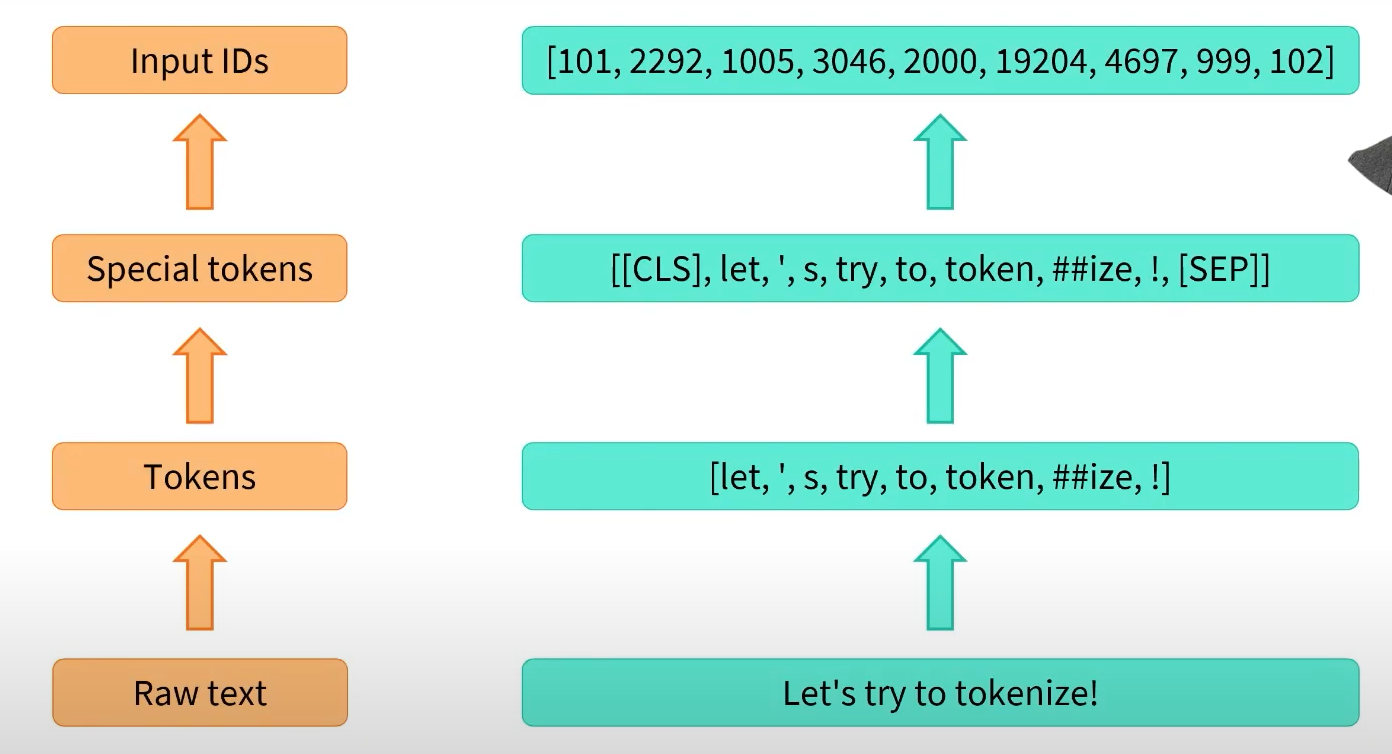 Input IDs
[101, 2292, 1005, 3046, 2000, 19204, 4697, 999, 102]
Special tokens
[[CLS], let, ', s, try, to, token, ##ize, !, [SEP]]
Tokens
[let, ', s, try, to, token, ##ize, !]
Raw text
Let's try to tokenize!